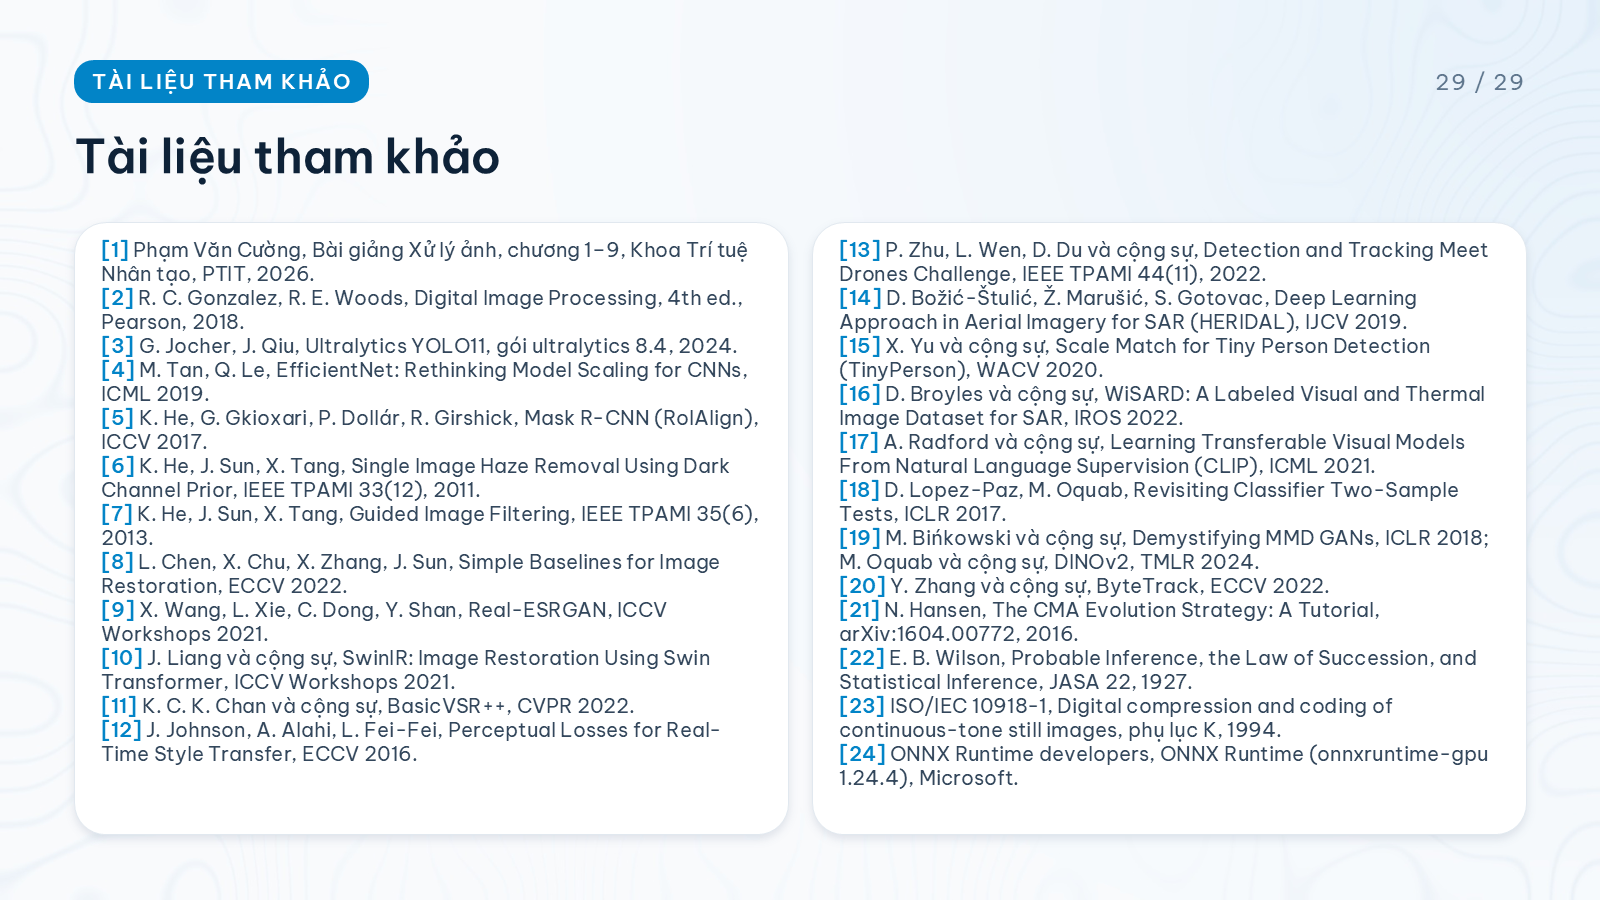 TÀI LIỆU THAM KHẢO
29 / 29
Tài liệu tham khảo
[1] Phạm Văn Cường, Bài giảng Xử lý ảnh, chương 1–9, Khoa Trí tuệ
Nhân tạo, PTIT, 2026.
[2] R. C. Gonzalez, R. E. Woods, Digital Image Processing, 4th ed.,
Pearson, 2018.
[3] G. Jocher, J. Qiu, Ultralytics YOLO11, gói ultralytics 8.4, 2024.
[4] M. Tan, Q. Le, EfficientNet: Rethinking Model Scaling for CNNs,
ICML 2019.
[5] K. He, G. Gkioxari, P. Dollár, R. Girshick, Mask R-CNN (RoIAlign),
ICCV 2017.
[6] K. He, J. Sun, X. Tang, Single Image Haze Removal Using Dark
Channel Prior, IEEE TPAMI 33(12), 2011.
[7] K. He, J. Sun, X. Tang, Guided Image Filtering, IEEE TPAMI 35(6),
2013.
[8] L. Chen, X. Chu, X. Zhang, J. Sun, Simple Baselines for Image
Restoration, ECCV 2022.
[9] X. Wang, L. Xie, C. Dong, Y. Shan, Real-ESRGAN, ICCV
Workshops 2021.
[10] J. Liang và cộng sự, SwinIR: Image Restoration Using Swin
Transformer, ICCV Workshops 2021.
[11] K. C. K. Chan và cộng sự, BasicVSR++, CVPR 2022.
[12] J. Johnson, A. Alahi, L. Fei-Fei, Perceptual Losses for Real-
Time Style Transfer, ECCV 2016.
[13] P. Zhu, L. Wen, D. Du và cộng sự, Detection and Tracking Meet
Drones Challenge, IEEE TPAMI 44(11), 2022.
[14] D. Božić-Štulić, Ž. Marušić, S. Gotovac, Deep Learning
Approach in Aerial Imagery for SAR (HERIDAL), IJCV 2019.
[15] X. Yu và cộng sự, Scale Match for Tiny Person Detection
(TinyPerson), WACV 2020.
[16] D. Broyles và cộng sự, WiSARD: A Labeled Visual and Thermal
Image Dataset for SAR, IROS 2022.
[17] A. Radford và cộng sự, Learning Transferable Visual Models
From Natural Language Supervision (CLIP), ICML 2021.
[18] D. Lopez-Paz, M. Oquab, Revisiting Classifier Two-Sample
Tests, ICLR 2017.
[19] M. Bińkowski và cộng sự, Demystifying MMD GANs, ICLR 2018;
M. Oquab và cộng sự, DINOv2, TMLR 2024.
[20] Y. Zhang và cộng sự, ByteTrack, ECCV 2022.
[21] N. Hansen, The CMA Evolution Strategy: A Tutorial,
arXiv:1604.00772, 2016.
[22] E. B. Wilson, Probable Inference, the Law of Succession, and
Statistical Inference, JASA 22, 1927.
[23] ISO/IEC 10918-1, Digital compression and coding of
continuous-tone still images, phụ lục K, 1994.
[24] ONNX Runtime developers, ONNX Runtime (onnxruntime-gpu
1.24.4), Microsoft.